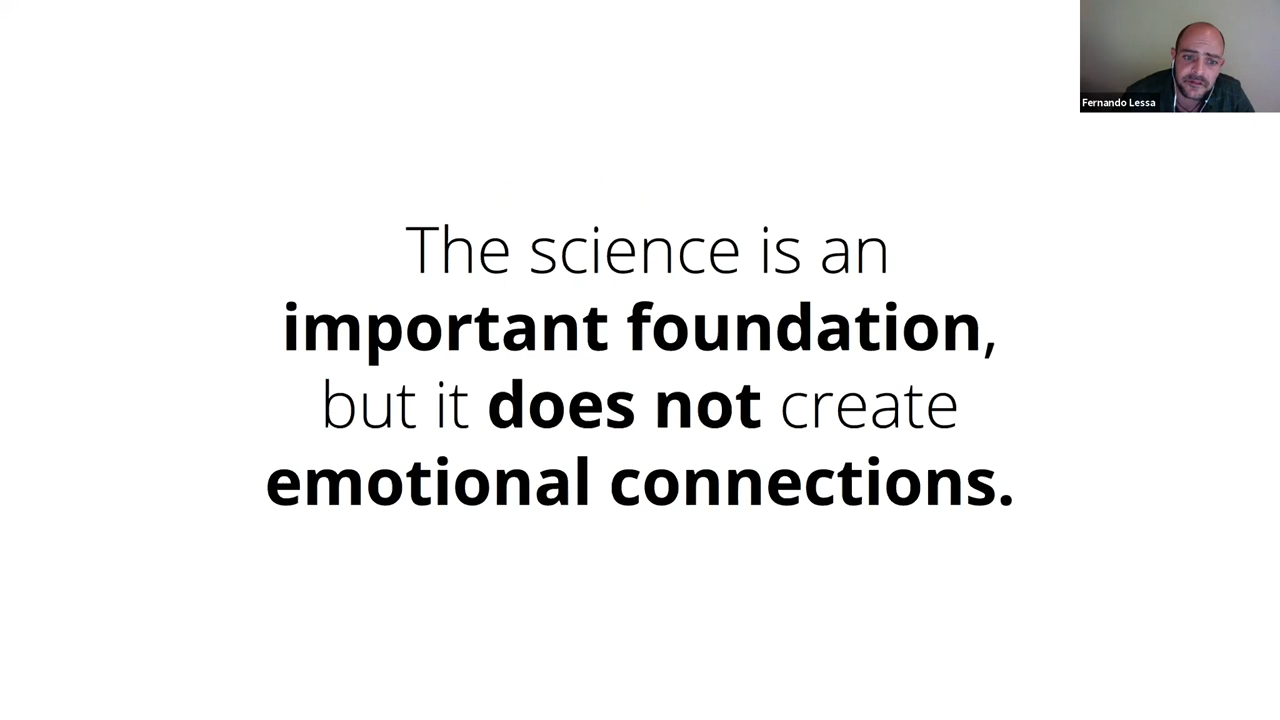 Fernando Lessa
The science is an
important foundation,
but it does not create
emotional connections.